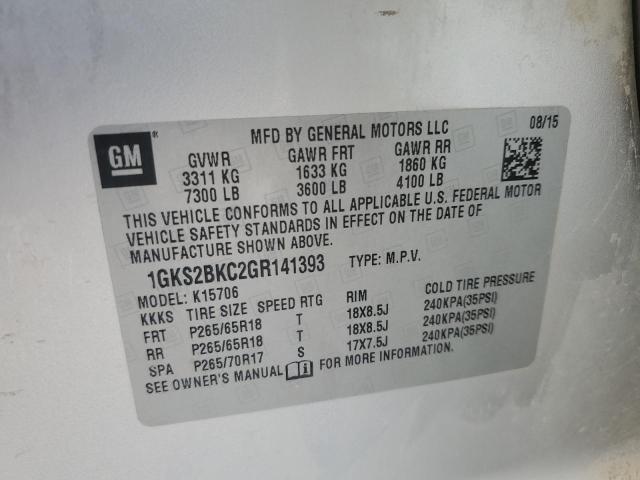 GM
MFD BY GENERAL MOTORS LLC 08/15
GVWR GAWR FRT GAWR RR
3311 KG 1633 KG 1860 KG
7300 LB 3600 LB 4100 LB
THIS VEHICLE CONFORMS TO ALL APPLICABLE U.S. FEDERAL MOTOR
VEHICLE SAFETY STANDARDS IN EFFECT ON THE DATE OF
MANUFACTURE SHOWN ABOVE.
1GKS2BKC2GR141393 TYPE: M.P.V.
MODEL: K15706
KKKS TIRE SIZE SPEED RTG RIM COLD TIRE PRESSURE
FRT P265/65R18 T 18X8.5J 240KPA(35PSI)
RR P265/65R18 T 18X8.5J 240KPA(35PSI)
SPA P265/70R17 S 17X7.5J 240KPA(35PSI)
SEE OWNER'S MANUAL FOR MORE INFORMATION.